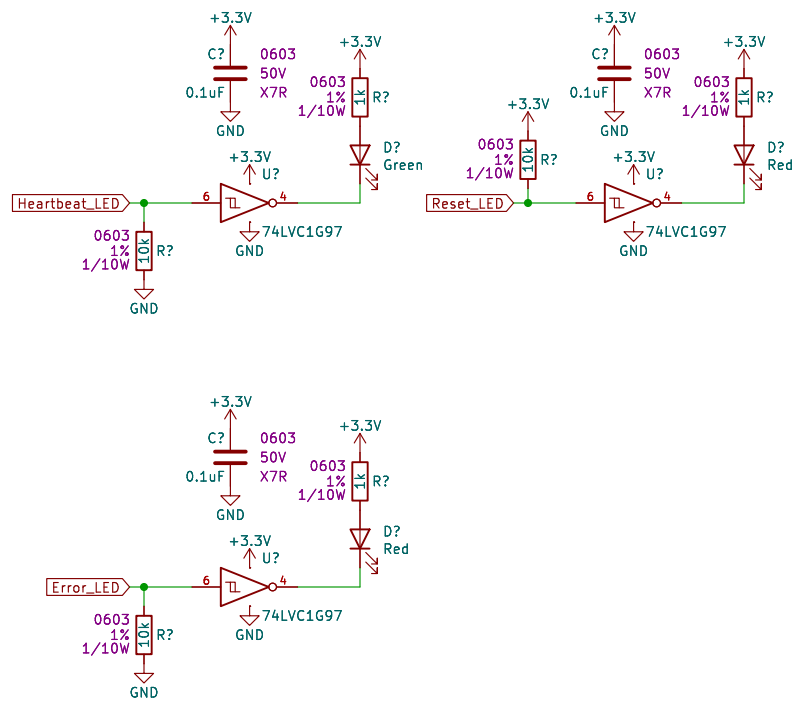 +3.3V
C?
0.1uF
0603
50V
X7R
GND
+3.3V
0603
1%
1/10W
1k
R?
D?
Green
+3.3V
U?
Heartbeat_LED
6
4
74LVC1G97
GND
0603
1%
1/10W
10k
R?
GND
+3.3V
C?
0.1uF
0603
50V
X7R
GND
+3.3V
0603
1%
1/10W
1k
R?
D?
Red
+3.3V
0603
1%
1/10W
10k
R?
+3.3V
U?
Reset_LED
6
4
74LVC1G97
GND
+3.3V
C?
0.1uF
0603
50V
X7R
GND
+3.3V
0603
1%
1/10W
1k
R?
D?
Red
+3.3V
U?
Error_LED
6
4
74LVC1G97
GND
0603
1%
1/10W
10k
R?
GND